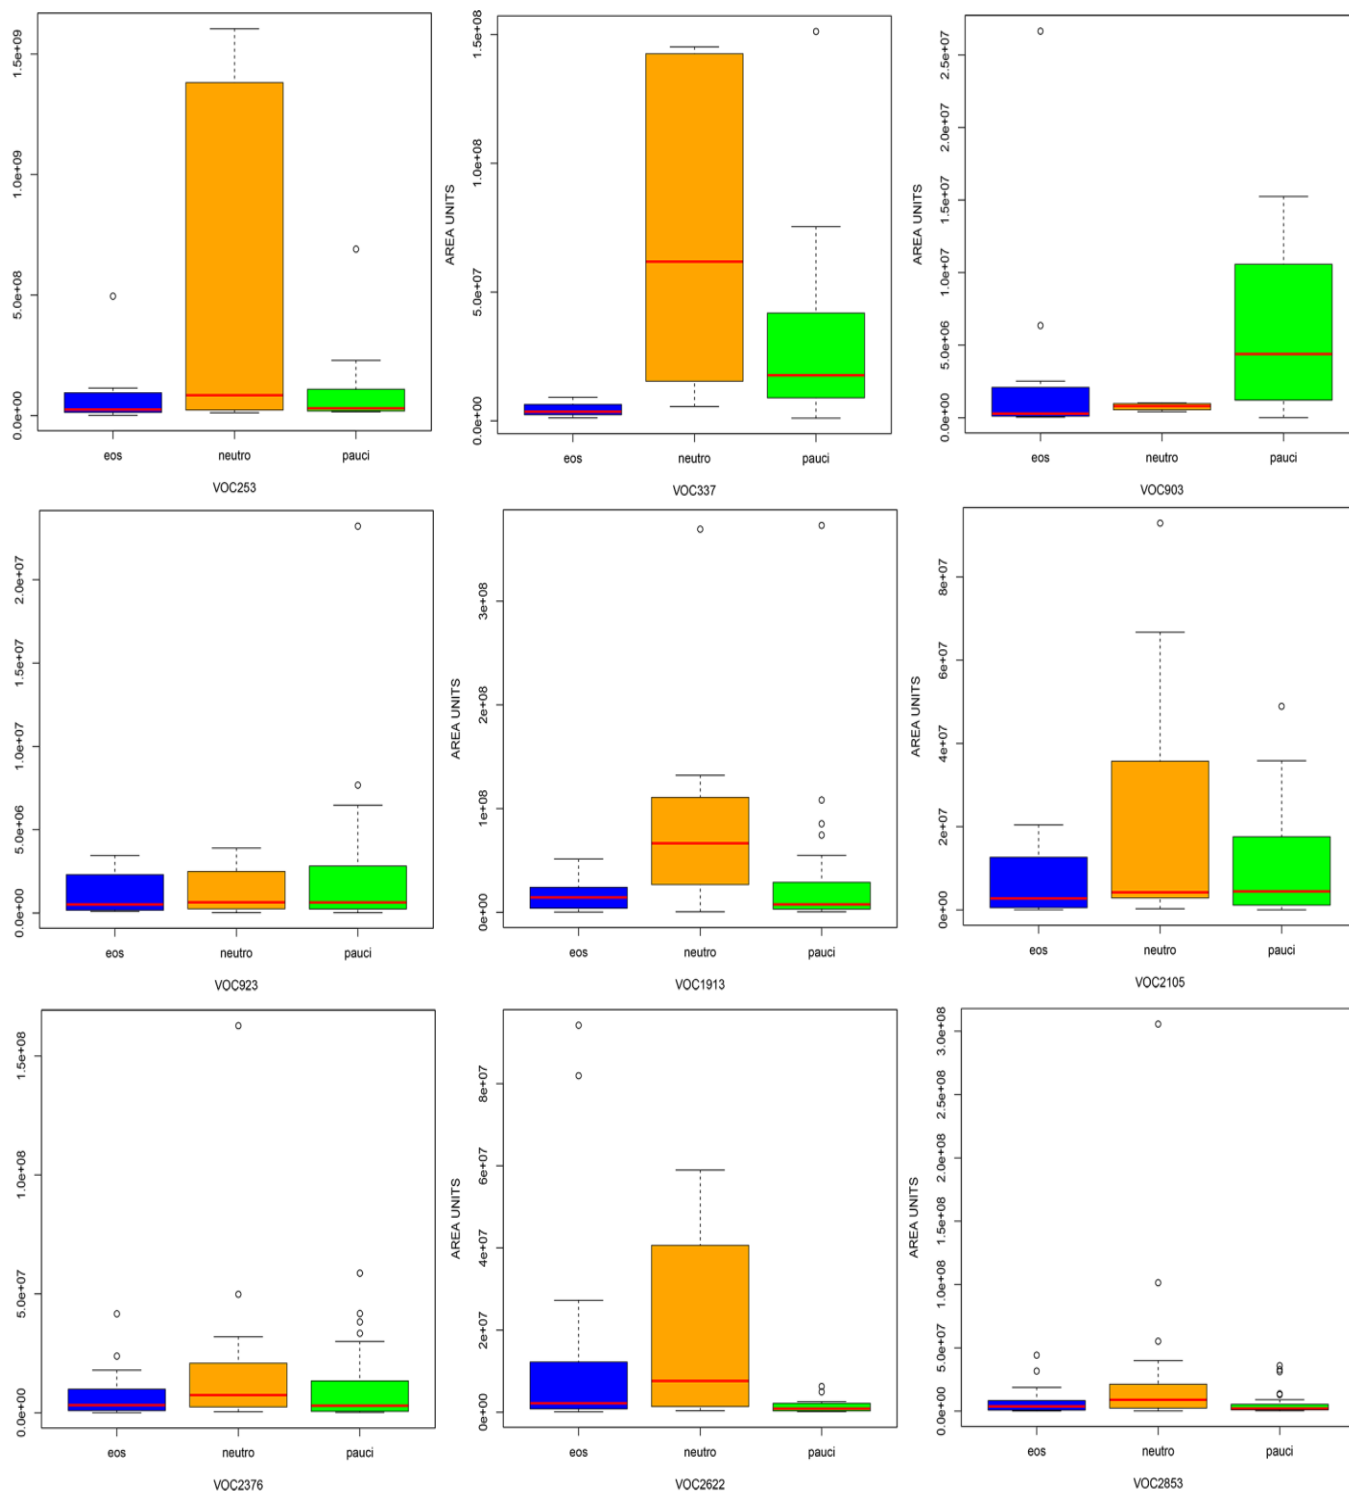 1.5e+09
1.0e+09
5.0e+08
0.0e+00
eos neutro pauci
VOC253
AREA UNITS
1.5e+08
1.0e+08
5.0e+07
0.0e+00
eos neutro pauci
VOC337
AREA UNITS
2.5e+07
2.0e+07
1.5e+07
1.0e+07
5.0e+06
0.0e+00
eos neutro pauci
VOC903
2.0e+07
1.5e+07
1.0e+07
5.0e+06
0.0e+00
eos neutro pauci
VOC923
AREA UNITS
3e+08
2e+08
1e+08
0e+00
eos neutro pauci
VOC1913
AREA UNITS
8e+07
6e+07
4e+07
2e+07
0e+00
eos neutro pauci
VOC2105
1.5e+08
1.0e+08
5.0e+07
0.0e+00
eos neutro pauci
VOC2376
AREA UNITS
8e+07
6e+07
4e+07
2e+07
0e+00
eos neutro pauci
VOC2622
AREA UNITS
3.0e+08
2.5e+08
2.0e+08
1.5e+08
1.0e+08
5.0e+07
0.0e+00
eos neutro pauci
VOC2853